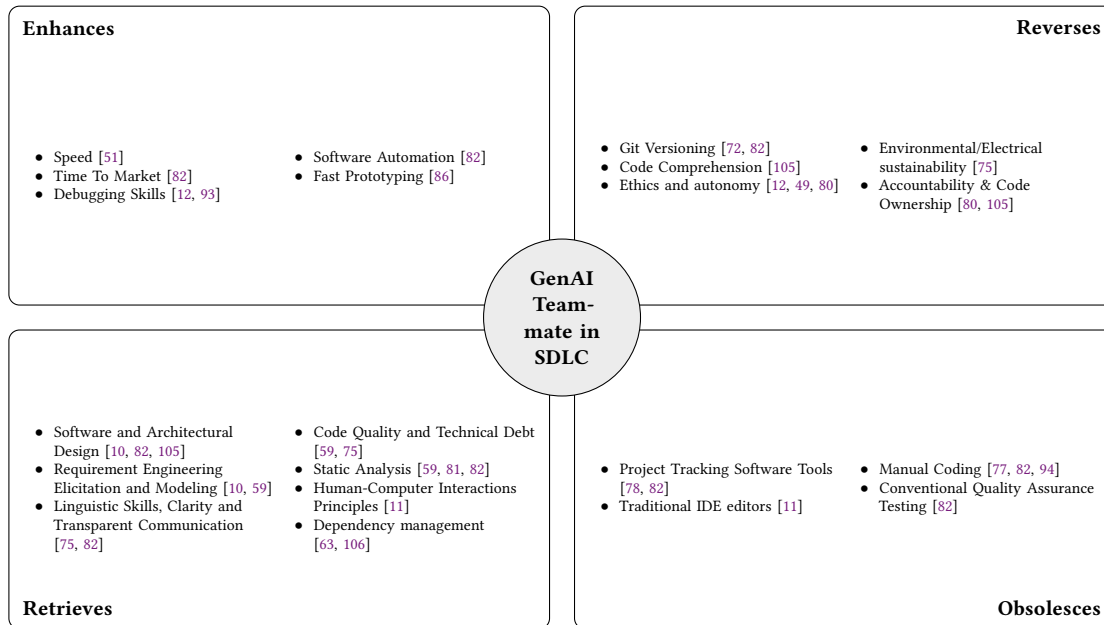 Enhances
• Speed [51]
• Time To Market [82]
• Debugging Skills [12, 93]
• Software Automation [82]
• Fast Prototyping [86]
Reverses
• Git Versioning [72, 82]
• Code Comprehension [105]
• Ethics and autonomy [12, 49, 80]
• Environmental/Electrical
sustainability [75]
• Accountability & Code
Ownership [80, 105]
GenAI
Team-
mate in
SDLC
• Software and Architectural
Design [10, 82, 105]
• Requirement Engineering
Elicitation and Modeling [10, 59]
• Linguistic Skills, Clarity and
Transparent Communication
[75, 82]
• Code Quality and Technical Debt
[59, 75]
• Static Analysis [59, 81, 82]
• Human-Computer Interactions
Principles [11]
• Dependency management
[63, 106]
Retrieves
• Project Tracking Software Tools
[78, 82]
• Traditional IDE editors [11]
• Manual Coding [77, 82, 94]
• Conventional Quality Assurance
Testing [82]
Obsolesces